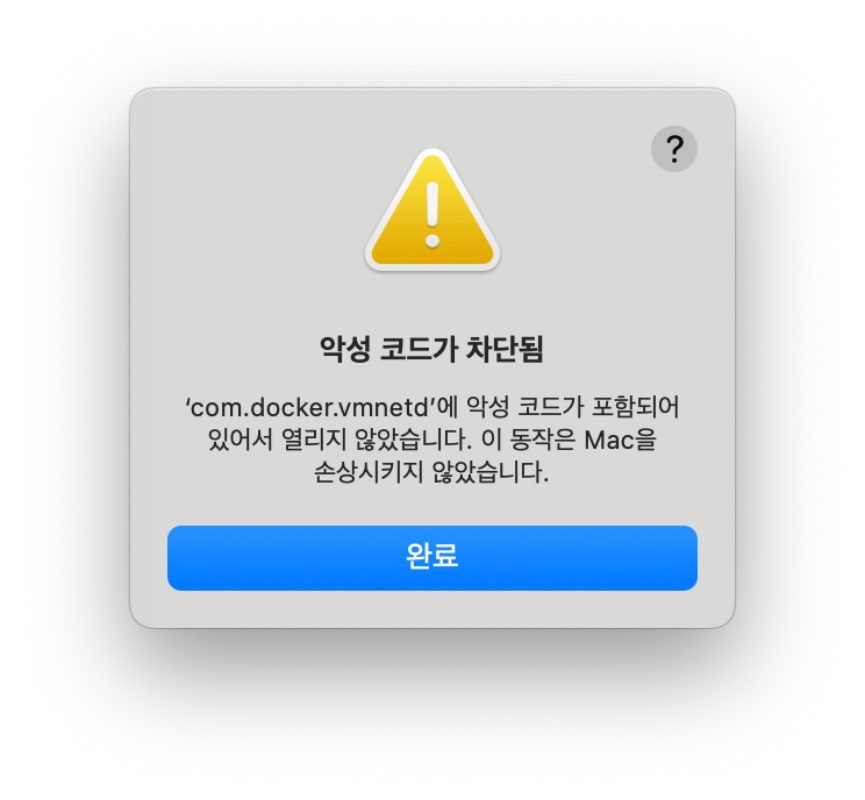 ?
악성 코드가 차단됨
‘com.docker.vmnetd’에 악성 코드가 포함되어
있어서 열리지 않았습니다. 이 동작은 Mac을
손상시키지 않았습니다.
완료